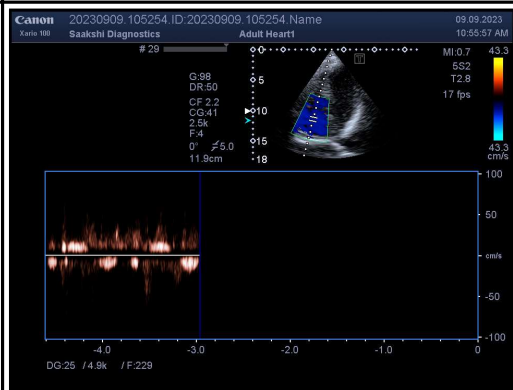 Canon 20230909.105254.ID:20230909.105254.Name 09.09.2023
Xario 100 Saakshi Diagnostics Adult Heart1 10:55:57 AM
# 29
MI:0.7
5S2
T2.8
17 fps
43.3
43.3
cm/s
G:98
DR:50
CF 2.2
CG:41
2.5k
F:4
0° 5.0
11.9cm
0
5
10
15
18
T
100
50
cm/s
-50
-100
-4.0 -3.0 -2.0 -1.0 0
DG:25 /4.9k /F:229